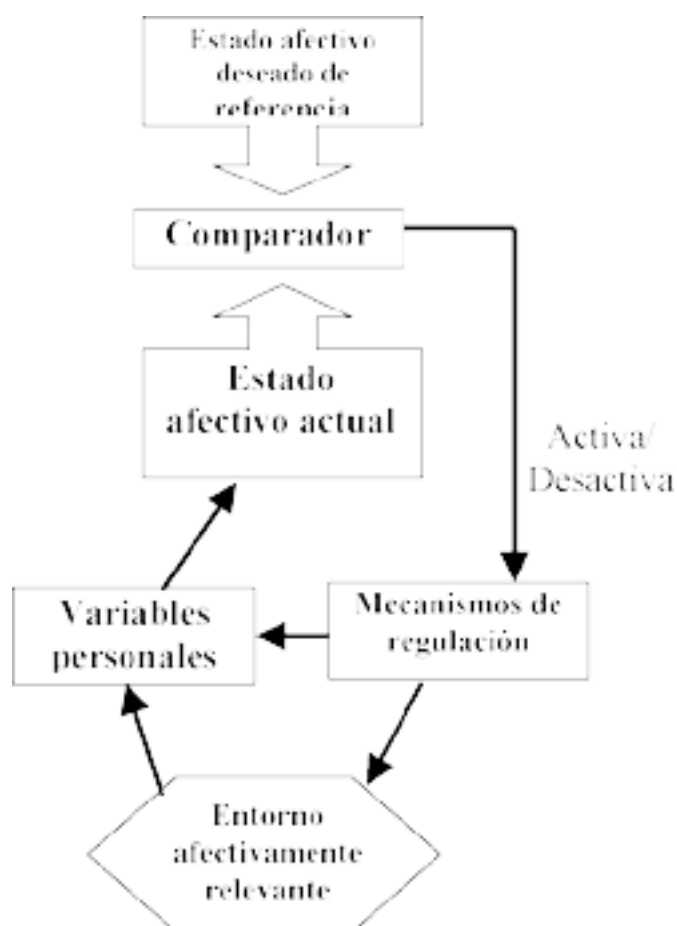 Estado afectivo
deseado de
referencia
Comparador
Estado
afectivo actual
Activa/
Desactiva
Variables
personales
Mecanismos de
regulación
Entorno
afectivamente
relevante